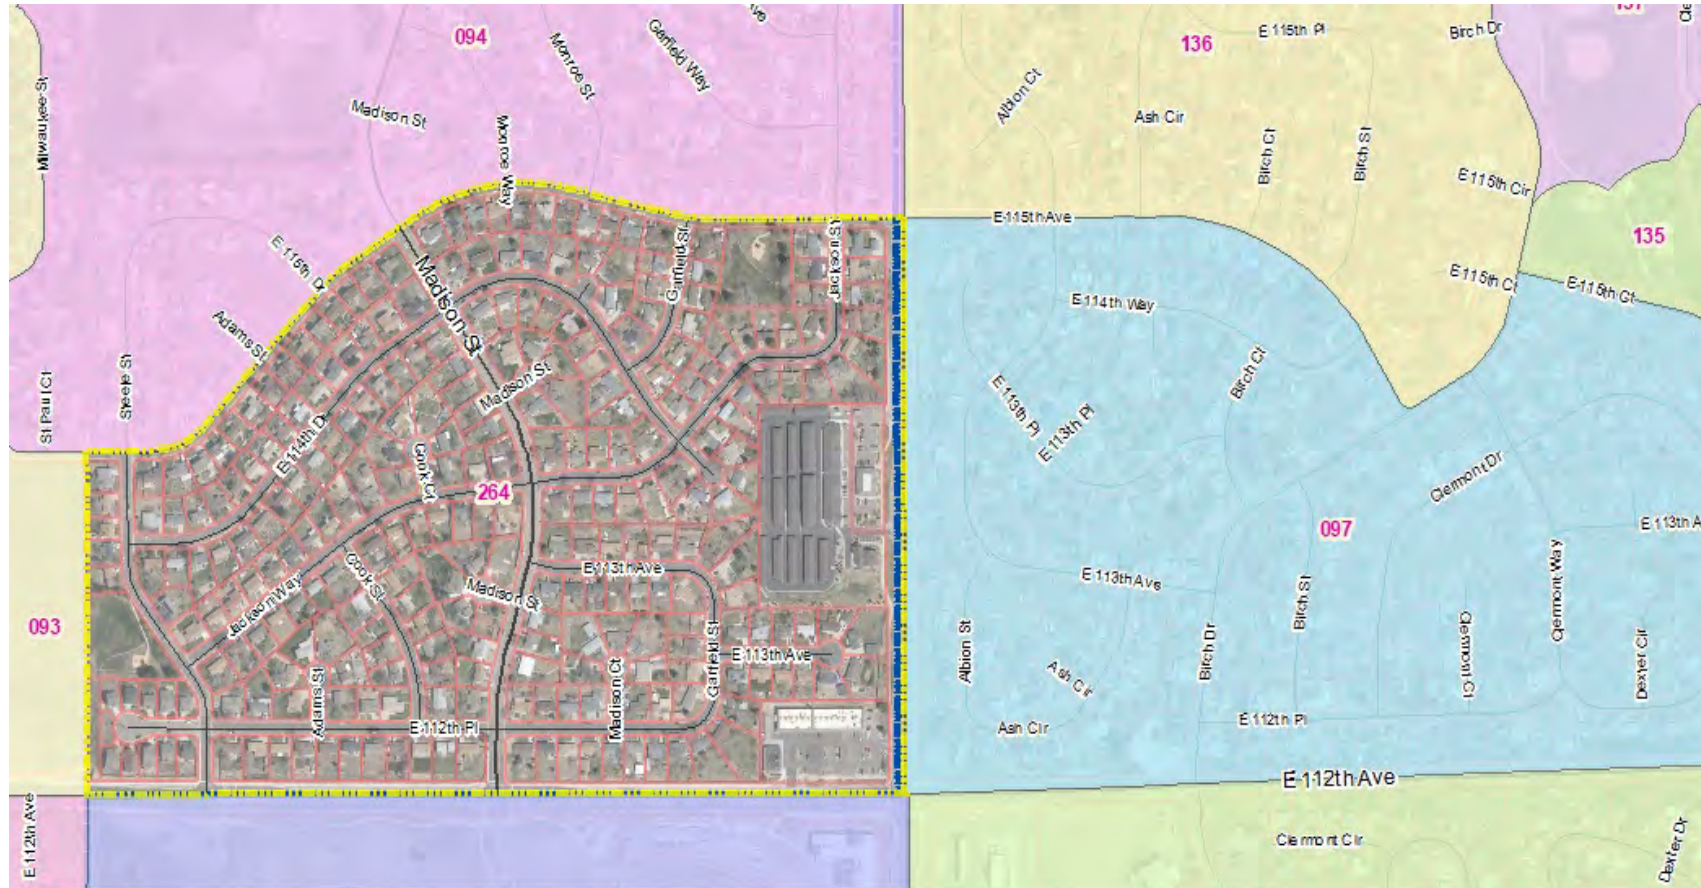 094
Madison St
Monroe St
Garfield Way
Monroe Way
Milwaukee St
136
E 115th Pl
Birch Dr
137
Albion Ct
Ash Cir
Birch Ct
Birch St
E 115th Cir
135
E 115th Ave
E 115th Ct
E 115th Ct
E 115th Dr
Adams St
Steele St
St Paul Ct
Madison St
Garfield St
Jackson St
E 114th Way
Birch Ct
E 113th Pl
E 113th Pl
Madison St
E 114th Dr
Cook Ct
264
097
Clermont Dr
E 113th A
093
Jackson Way
Cook St
Madison St
E 113th Ave
E 113th Ave
Garfield St
E 113th Ave
Adams St
Madison Ct
E 112th Pl
Albion St
Ash Cir
Ash Cir
Birch Dr
Birch St
Clermont Ct
Clermont Way
Dexter Cir
E 112th Pl
E 112th Ave
E 112th Ave
Clermont Cir
Dexter Dr